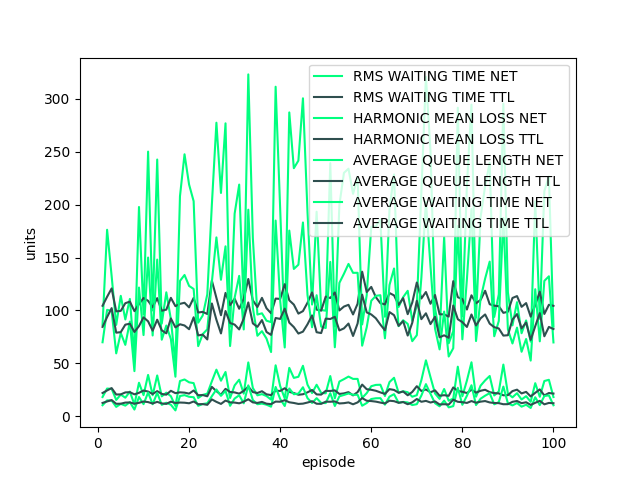 RMS WAITING TIME NET
RMS WAITING TIME TTL
HARMONIC MEAN LOSS NET
HARMONIC MEAN LOSS TTL
AVERAGE QUEUE LENGTH NET
AVERAGE QUEUE LENGTH TTL
AVERAGE WAITING TIME NET
AVERAGE WAITING TIME TTL
units
300
250
200
150
100
50
0
0 20 40 60 80 100
episode